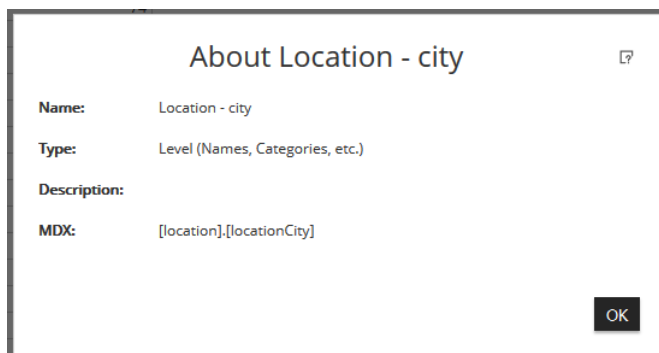 About Location - city
Name: Location - city
Type: Level (Names, Categories, etc.)
Description:
MDX: [location].[locationCity]
OK